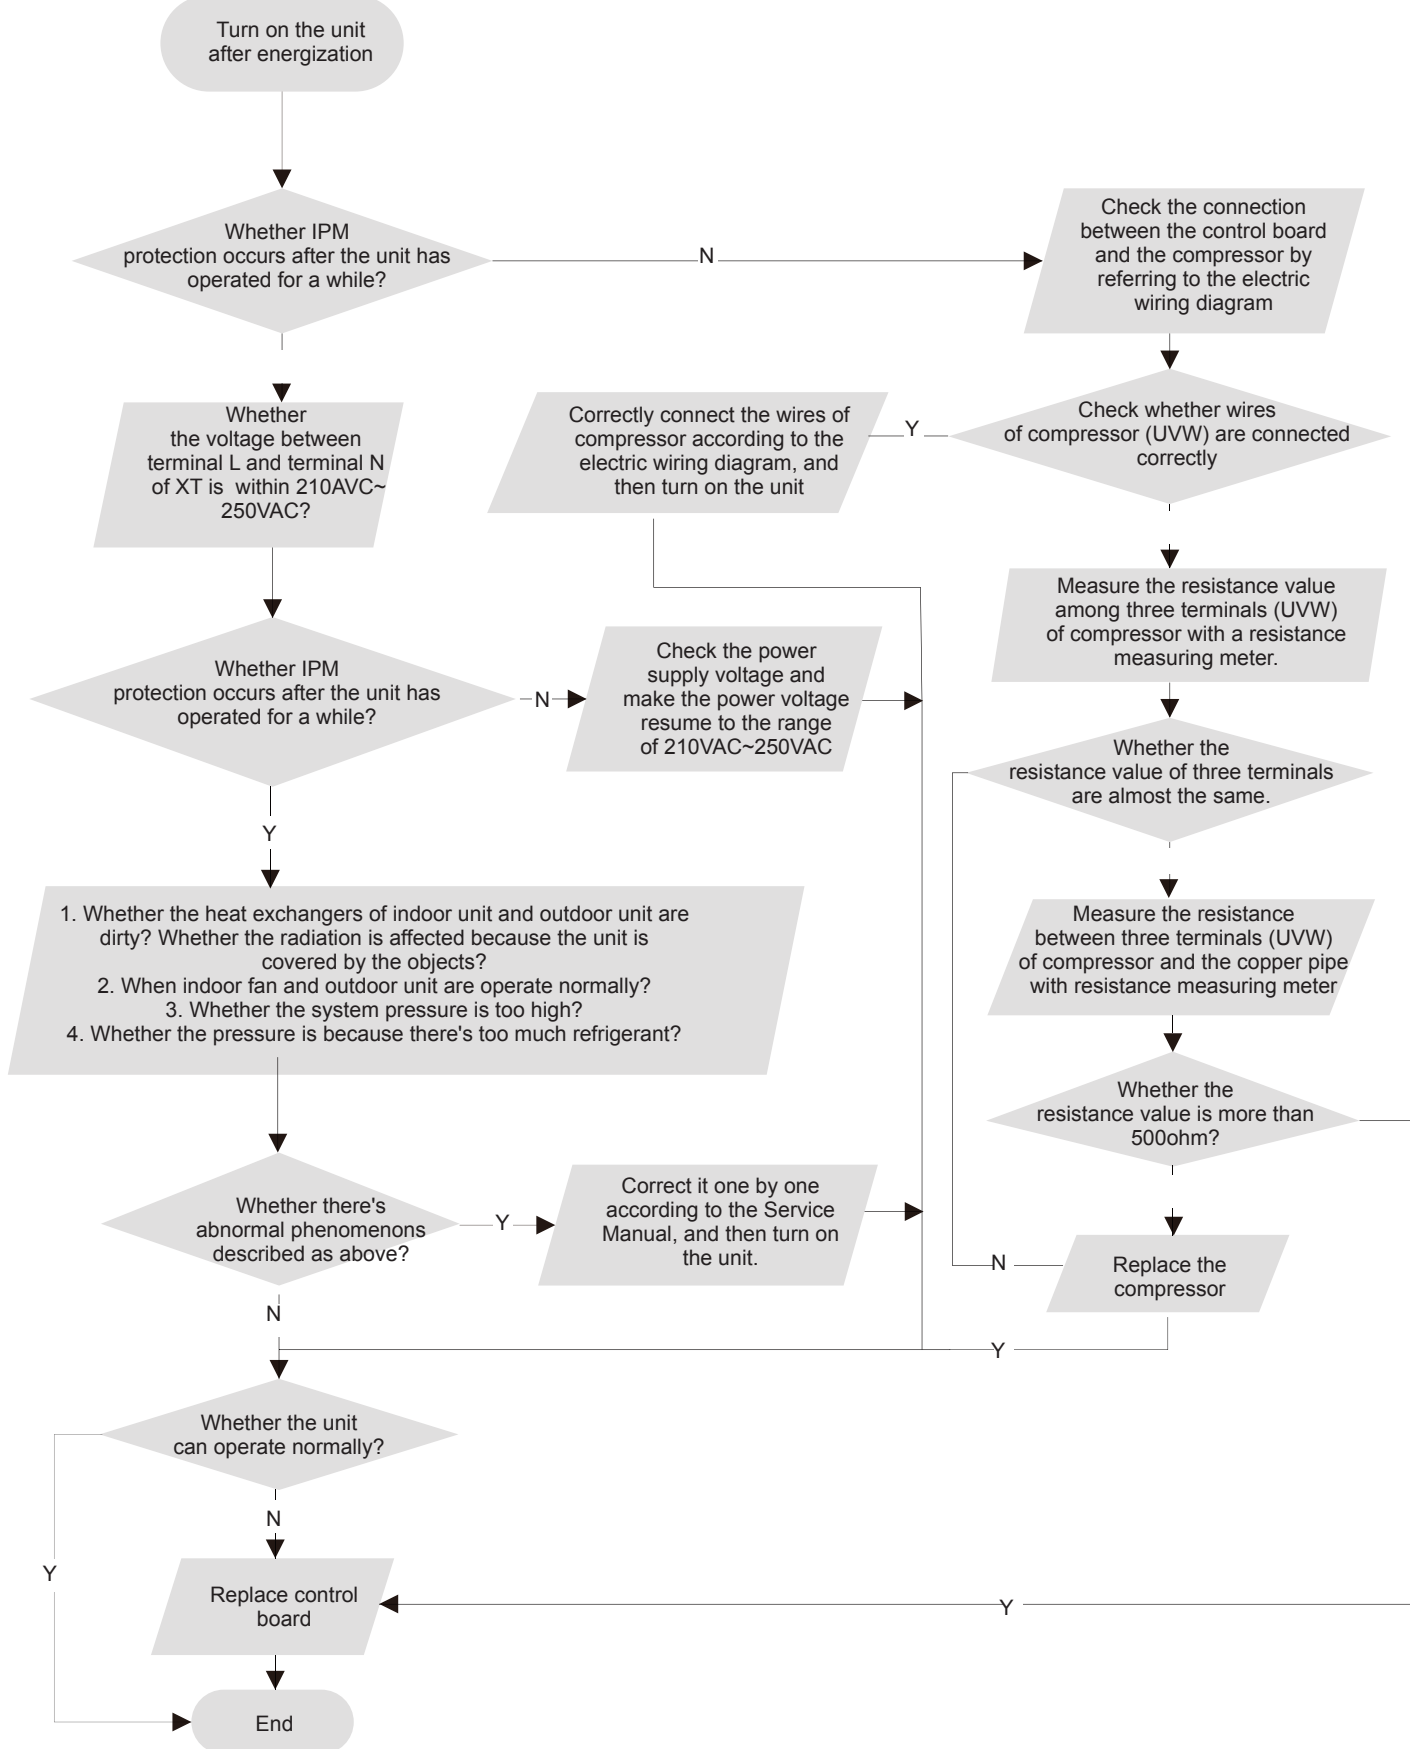 Turn on the unit
after energization
Whether IPM
protection occurs after the unit has
operated for a while?
N
Check the connection
between the control board
and the compressor by
referring to the electric
wiring diagram
Whether
the voltage between
terminal L and terminal N
of XT is within 210AVC~
250VAC?
Correctly connect the wires of
compressor according to the
electric wiring diagram, and
then turn on the unit
Y
Check whether wires
of compressor (UVW) are connected
correctly
Measure the resistance value
among three terminals (UVW)
of compressor with a resistance
measuring meter.
Whether IPM
protection occurs after the unit has
operated for a while?
N
Check the power
supply voltage and
make the power voltage
resume to the range
of 210VAC~250VAC
Whether the
resistance value of three terminals
are almost the same.
Y
1. Whether the heat exchangers of indoor unit and outdoor unit are
dirty? Whether the radiation is affected because the unit is
covered by the objects?
2. When indoor fan and outdoor unit are operate normally?
3. Whether the system pressure is too high?
4. Whether the pressure is because there's too much refrigerant?
Measure the resistance
between three terminals (UVW)
of compressor and the copper pipe
with resistance measuring meter
Whether the
resistance value is more than
500ohm?
Whether there's
abnormal phenomenons
described as above?
Y
Correct it one by one
according to the Service
Manual, and then turn on
the unit.
N
Replace the
compressor
N
Y
Whether the unit
can operate normally?
N
Y
Replace control
board
Y
End